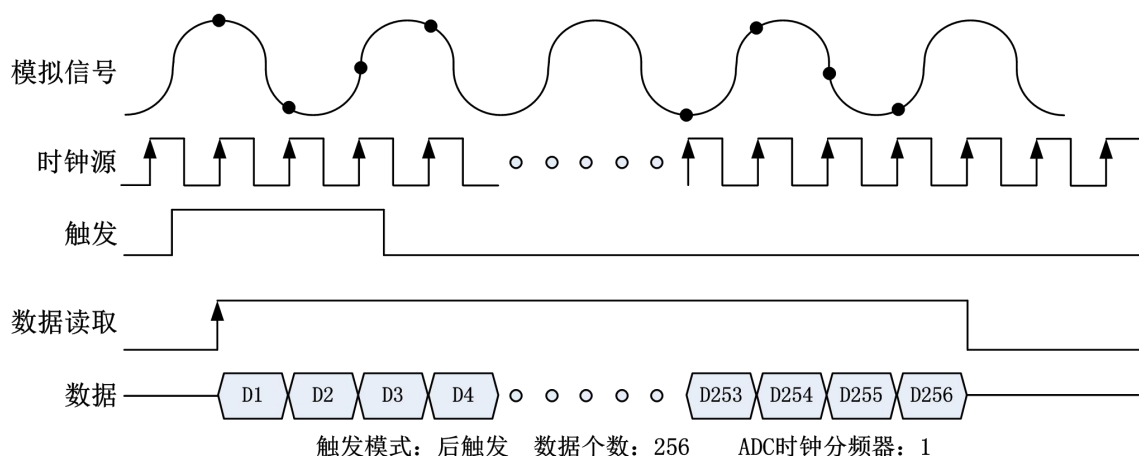 模拟信号
时钟源
触发
数据读取
数据 D1 D2 D3 D4 D253 D254 D255 D256
触发模式：后触发 数据个数：256 ADC时钟分频器：1